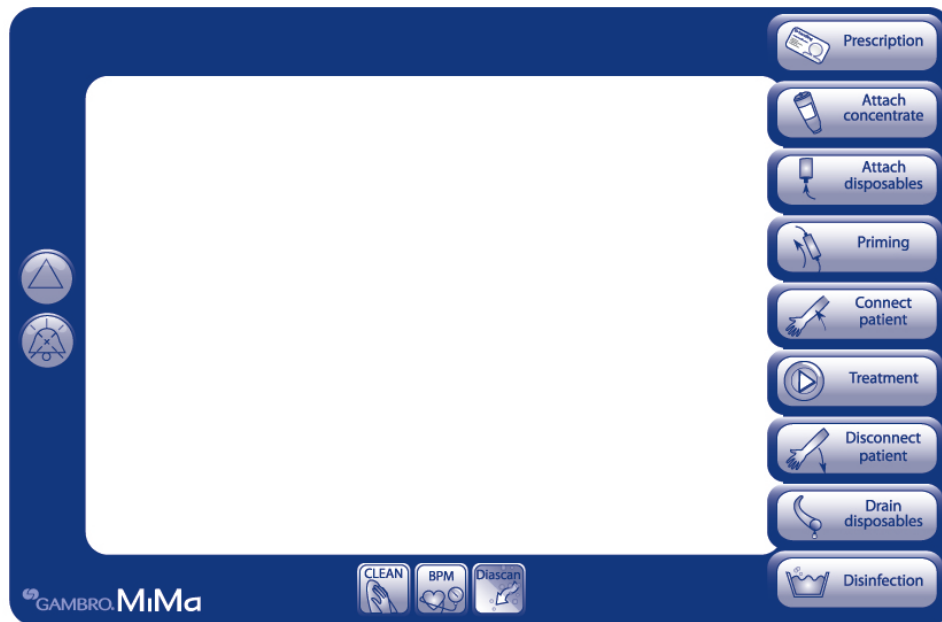 Prescription
Attach
concentrate
Attach
disposables
Priming
Connect
patient
Treatment
Disconnect
patient
Drain
disposables
Disinfection
CLEAN
BPM
Diascan
GAMBRO. MiMa